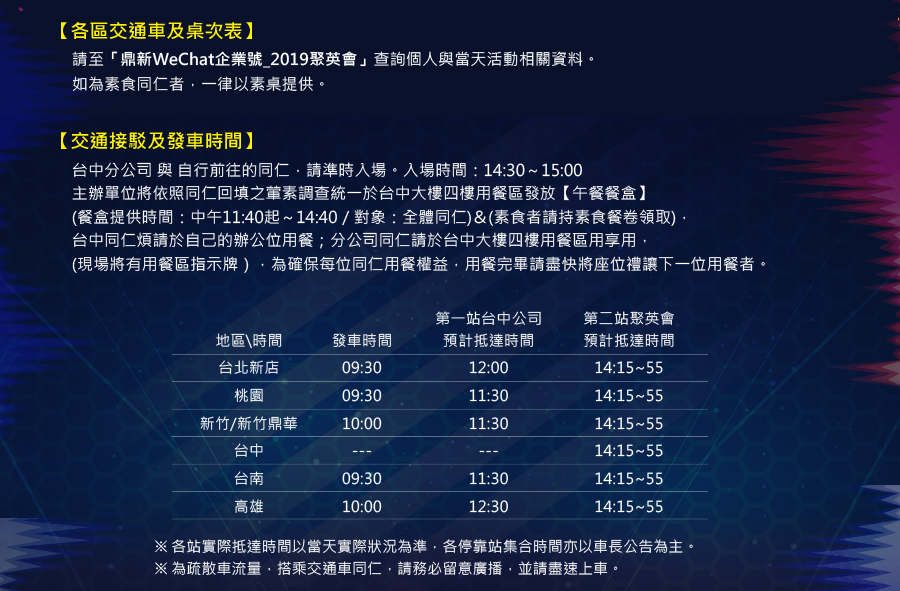 【各區交通車及桌次表】
請至「鼎新WeChat企業號_2019聚英會」查詢個人與當天活動相關資料。
如為素食同仁者，一律以素桌提供。
【交通接駁及發車時間】
台中分公司 與 自行前往的同仁，請準時入場。入場時間：14:30～15:00
主辦單位將依照同仁回填之葷素調查統一於台中大樓四樓用餐區發放【午餐餐盒】
(餐盒提供時間：中午11:40起～14:40 / 對象：全體同仁)＆(素食者請持素食餐卷領取)，
台中同仁煩請於自己的辦公位用餐；分公司同仁請於台中大樓四樓用餐區用享用，
(現場將有用餐區指示牌），為確保每位同仁用餐權益，用餐完畢請盡快將座位禮讓下一位用餐者。
第一站台中公司 第二站聚英會
地區\時間 發車時間 預計抵達時間 預計抵達時間
台北新店 09:30 12:00 14:15~55
桃園 09:30 11:30 14:15~55
新竹/新竹鼎華 10:00 11:30 14:15~55
台中 --- --- 14:15~55
台南 09:30 11:30 14:15~55
高雄 10:00 12:30 14:15~55
※ 各站實際抵達時間以當天實際狀況為準，各停靠站集合時間亦以車長公告為主。
※ 為疏散車流量，搭乘交通車同仁，請務必留意廣播，並請盡速上車。